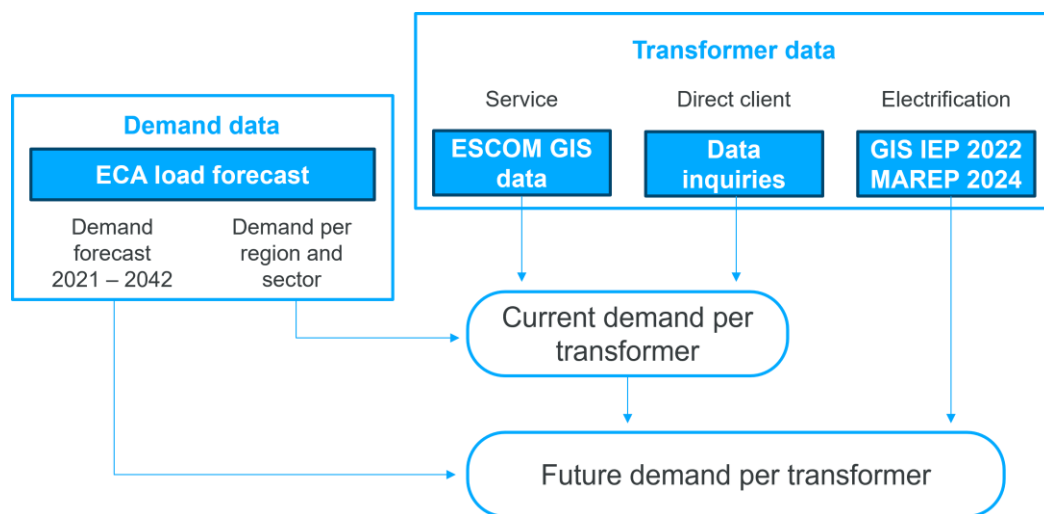 Transformer data
Service
Direct client
Electrification
ESCOM GIS
data
Data
inquiries
GIS IEP 2022
MAREP 2024
Demand data
ECA load forecast
Demand
forecast
2021 – 2042
Demand per
region and
sector
Current demand per
transformer
Future demand per transformer